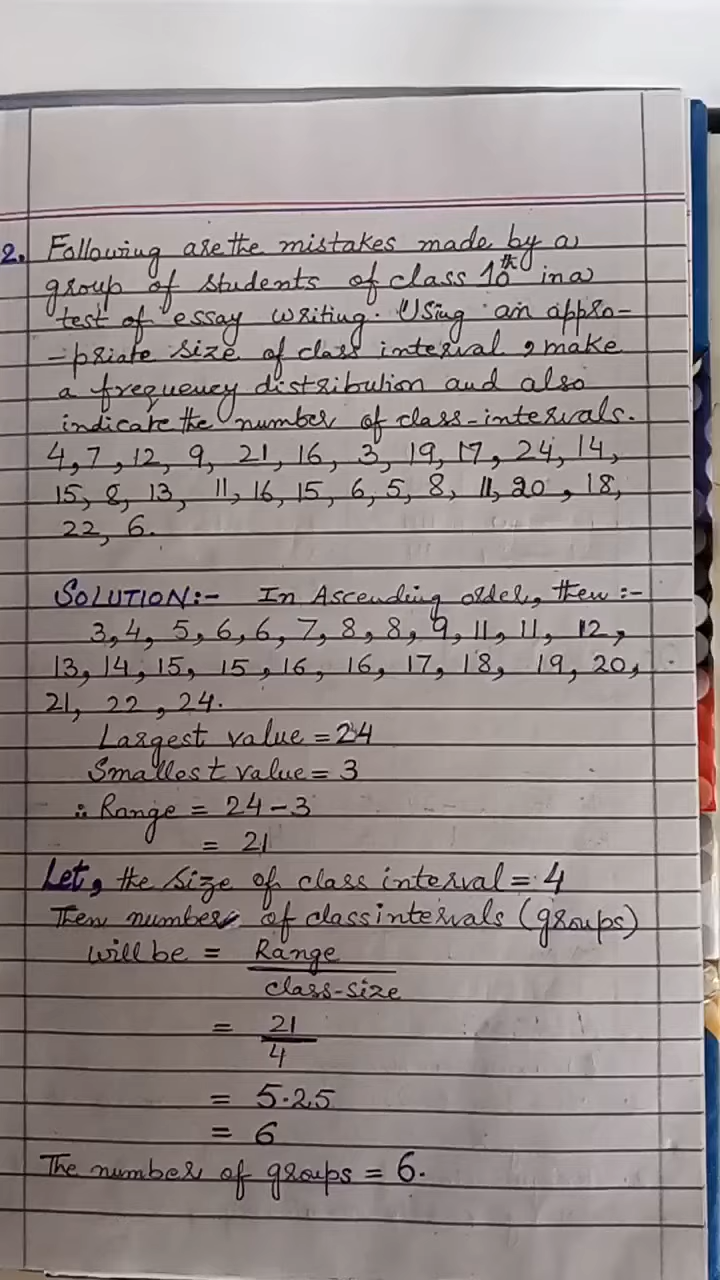 2. Following are the mistakes made by a
group of students of class 10th in a
test of essay writing. Using an appro-
-priate size of class interval, make
a frequency distribution and also
indicate the number of class-intervals.
4, 7, 12, 9, 21, 16, 3, 19, 17, 24, 14,
15, 8, 13, 11, 16, 15, 6, 5, 8, 11, 20, 18,
22, 6.
SOLUTION:- In Ascending order, then :-
3, 4, 5, 6, 6, 7, 8, 8, 9, 11, 11, 12,
13, 14, 15, 15, 16, 16, 17, 18, 19, 20,
21, 22, 24.
Largest value = 24
Smallest value = 3
∴ Range = 24 - 3
= 21
Let, the size of class interval = 4
Then number of class intervals (groups)
will be = Range
class-size
= 21
4
= 5.25
= 6
The number of groups = 6.